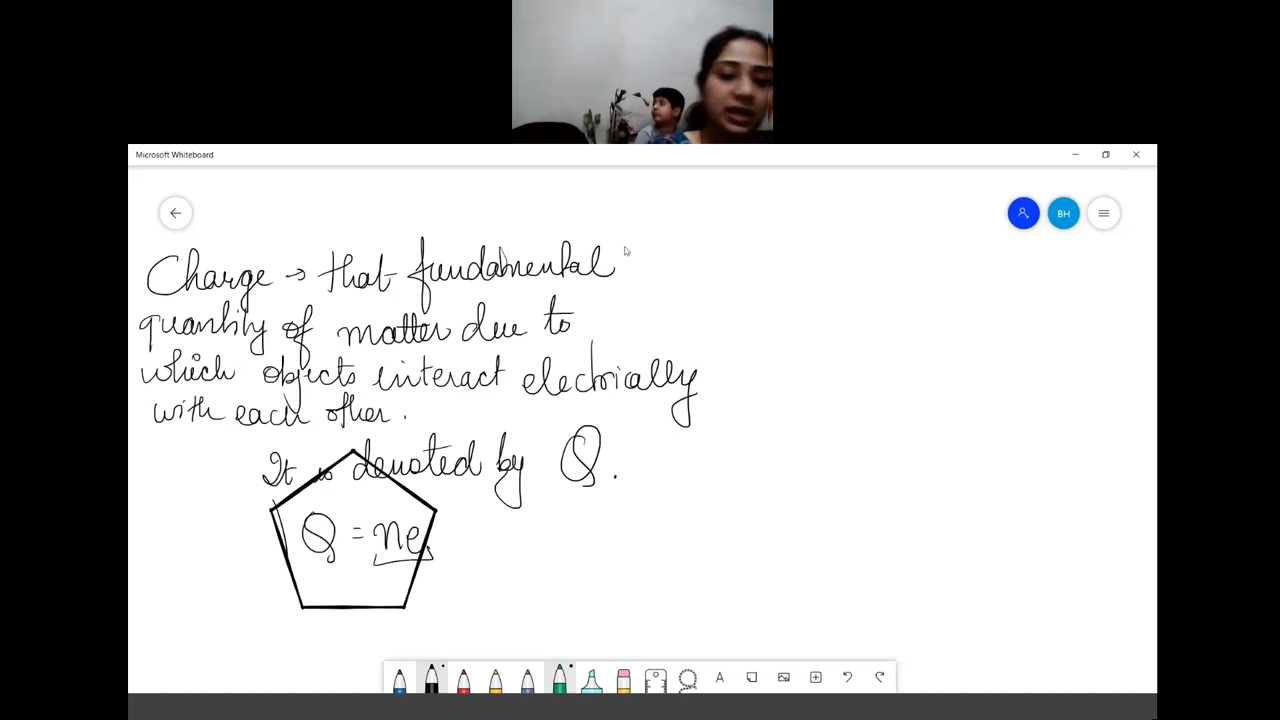 Microsoft Whiteboard
BH
Charge → that fundamental
quantity of matter due to
which objects interact electrically
with each other.
It is denoted by Q.
Q = ne
A